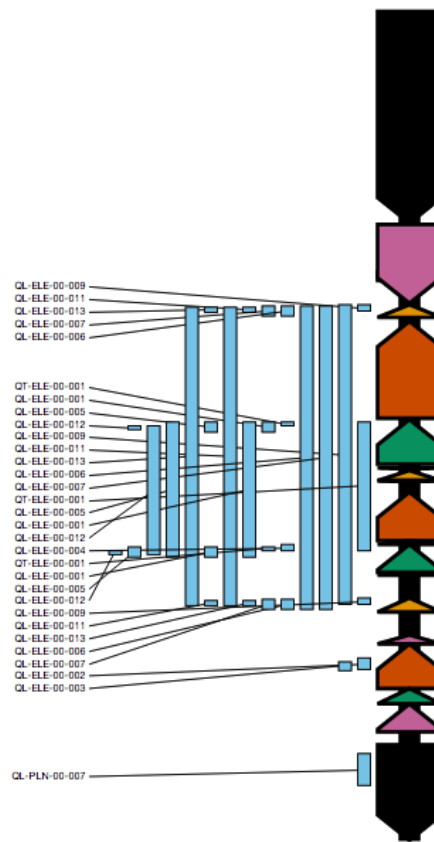 QL-ELE-00-009
QL-ELE-00-011
QL-ELE-00-013
QL-ELE-00-007
QL-ELE-00-006
QT-ELE-00-001
QL-ELE-00-001
QL-ELE-00-005
QL-ELE-00-012
QL-ELE-00-009
QL-ELE-00-011
QL-ELE-00-013
QL-ELE-00-006
QL-ELE-00-007
QT-ELE-00-001
QL-ELE-00-005
QL-ELE-00-001
QL-ELE-00-012
QL-ELE-00-004
QT-ELE-00-001
QL-ELE-00-001
QL-ELE-00-005
QL-ELE-00-012
QL-ELE-00-009
QL-ELE-00-011
QL-ELE-00-013
QL-ELE-00-006
QL-ELE-00-007
QL-ELE-00-002
QL-ELE-00-003
QL-PLN-00-007